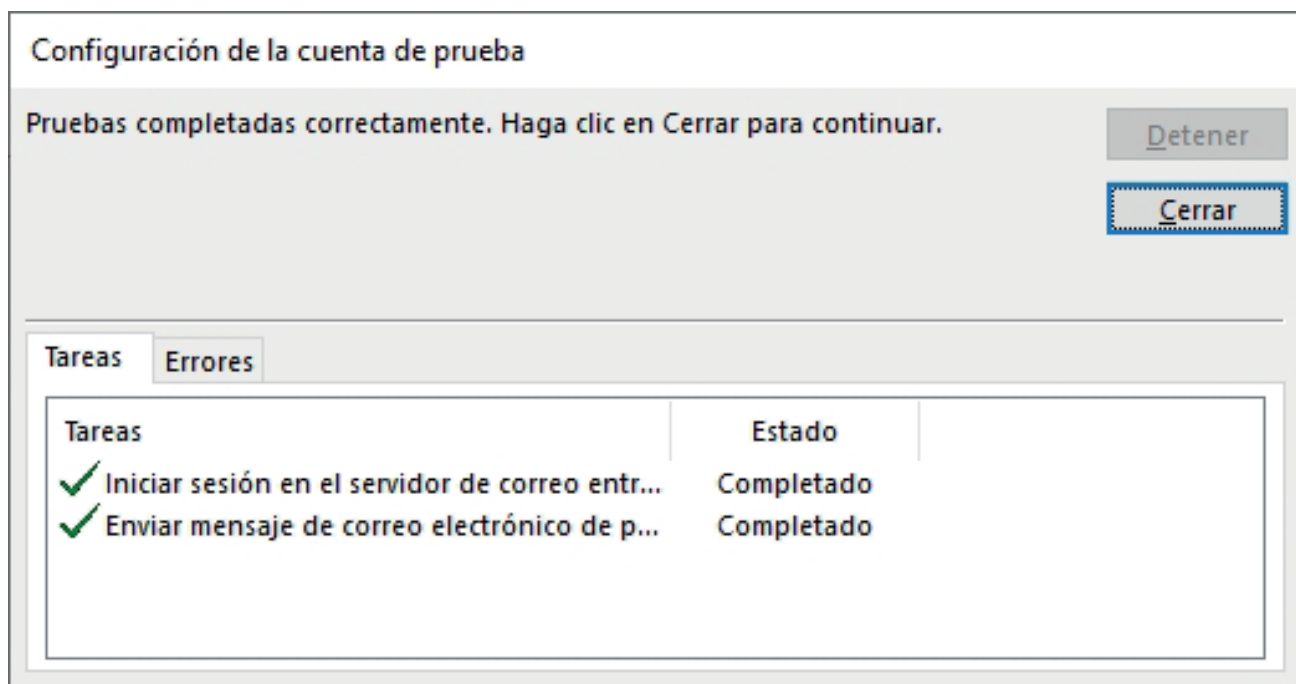 Configuración de la cuenta de prueba
Pruebas completadas correctamente. Haga clic en Cerrar para continuar.
Detener
Cerrar
Tareas Errores
Tareas Estado
Iniciar sesión en el servidor de correo entr... Completado
Enviar mensaje de correo electrónico de p... Completado